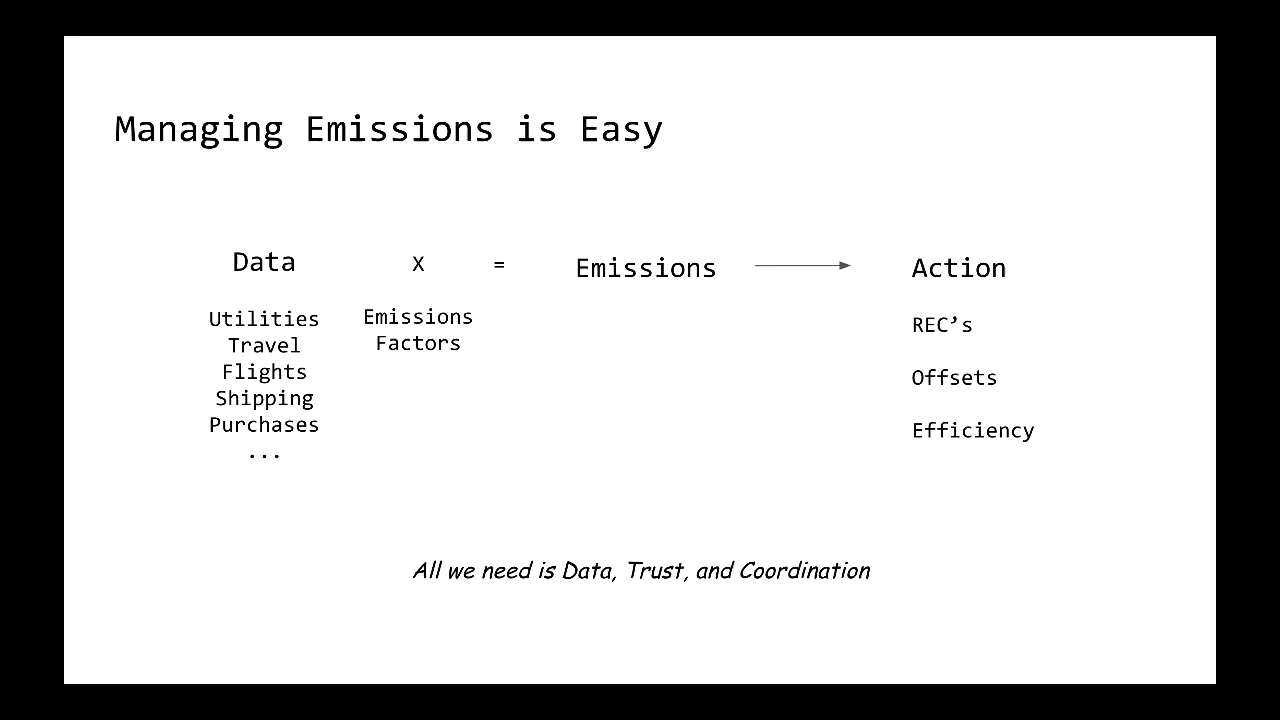 Managing Emissions is Easy
Data X = Emissions Action
Utilities
Travel
Flights
Shipping
Purchases
...
Emissions
Factors
REC’s
Offsets
Efficiency
All we need is Data, Trust, and Coordination